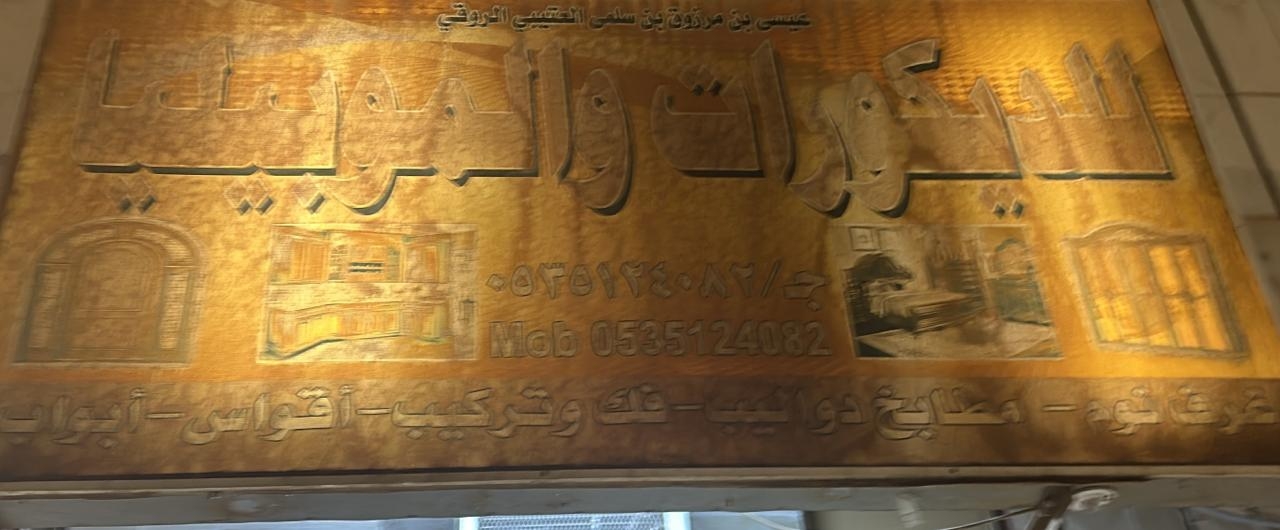 عيسى بن مرزوق بن سلمى العتيبي الروقي
للديكورات والموبيليا
ج/٠٥٣٥١٢٤٠٨٢
Mob 0535124082
غرف نوم - مطابخ دواليب - فك وتركيب - أقواس - أبواب